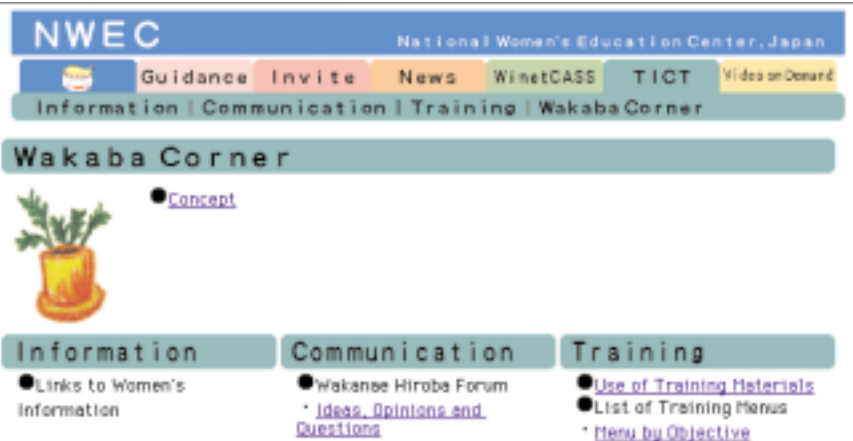 NWEC
National Women's Education Center, Japan
Guidance Invite News WinetCASS TICT Video on Demand
Information | Communication | Training | Wakaba Corner
Wakaba Corner
●Concept
Information
●Links to Women's
Information
Communication
●Wakanae Hiroba Forum
・Ideas, Opinions and
Questions
Training
●Use of Training Materials
●List of Training Menus
・Menu by Objective